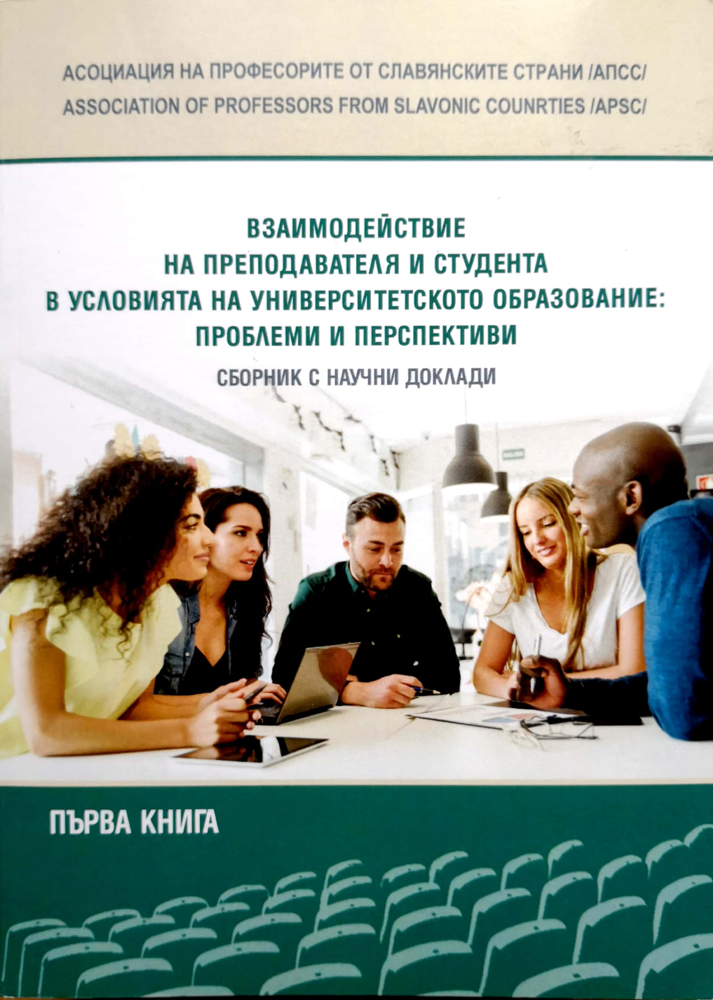 АСОЦИАЦИЯ НА ПРОФЕСОРИТЕ ОТ СЛАВЯНСКИТЕ СТРАНИ /АПСС/
ASSOCIATION OF PROFESSORS FROM SLAVONIC COUNRTIES /APSC/
ВЗАИМОДЕЙСТВИЕ
НА ПРЕПОДАВАТЕЛЯ И СТУДЕНТА
В УСЛОВИЯТА НА УНИВЕРСИТЕТСКОТО ОБРАЗОВАНИЕ:
ПРОБЛЕМИ И ПЕРСПЕКТИВИ
СБОРНИК С НАУЧНИ ДОКЛАДИ
ПЪРВА КНИГА